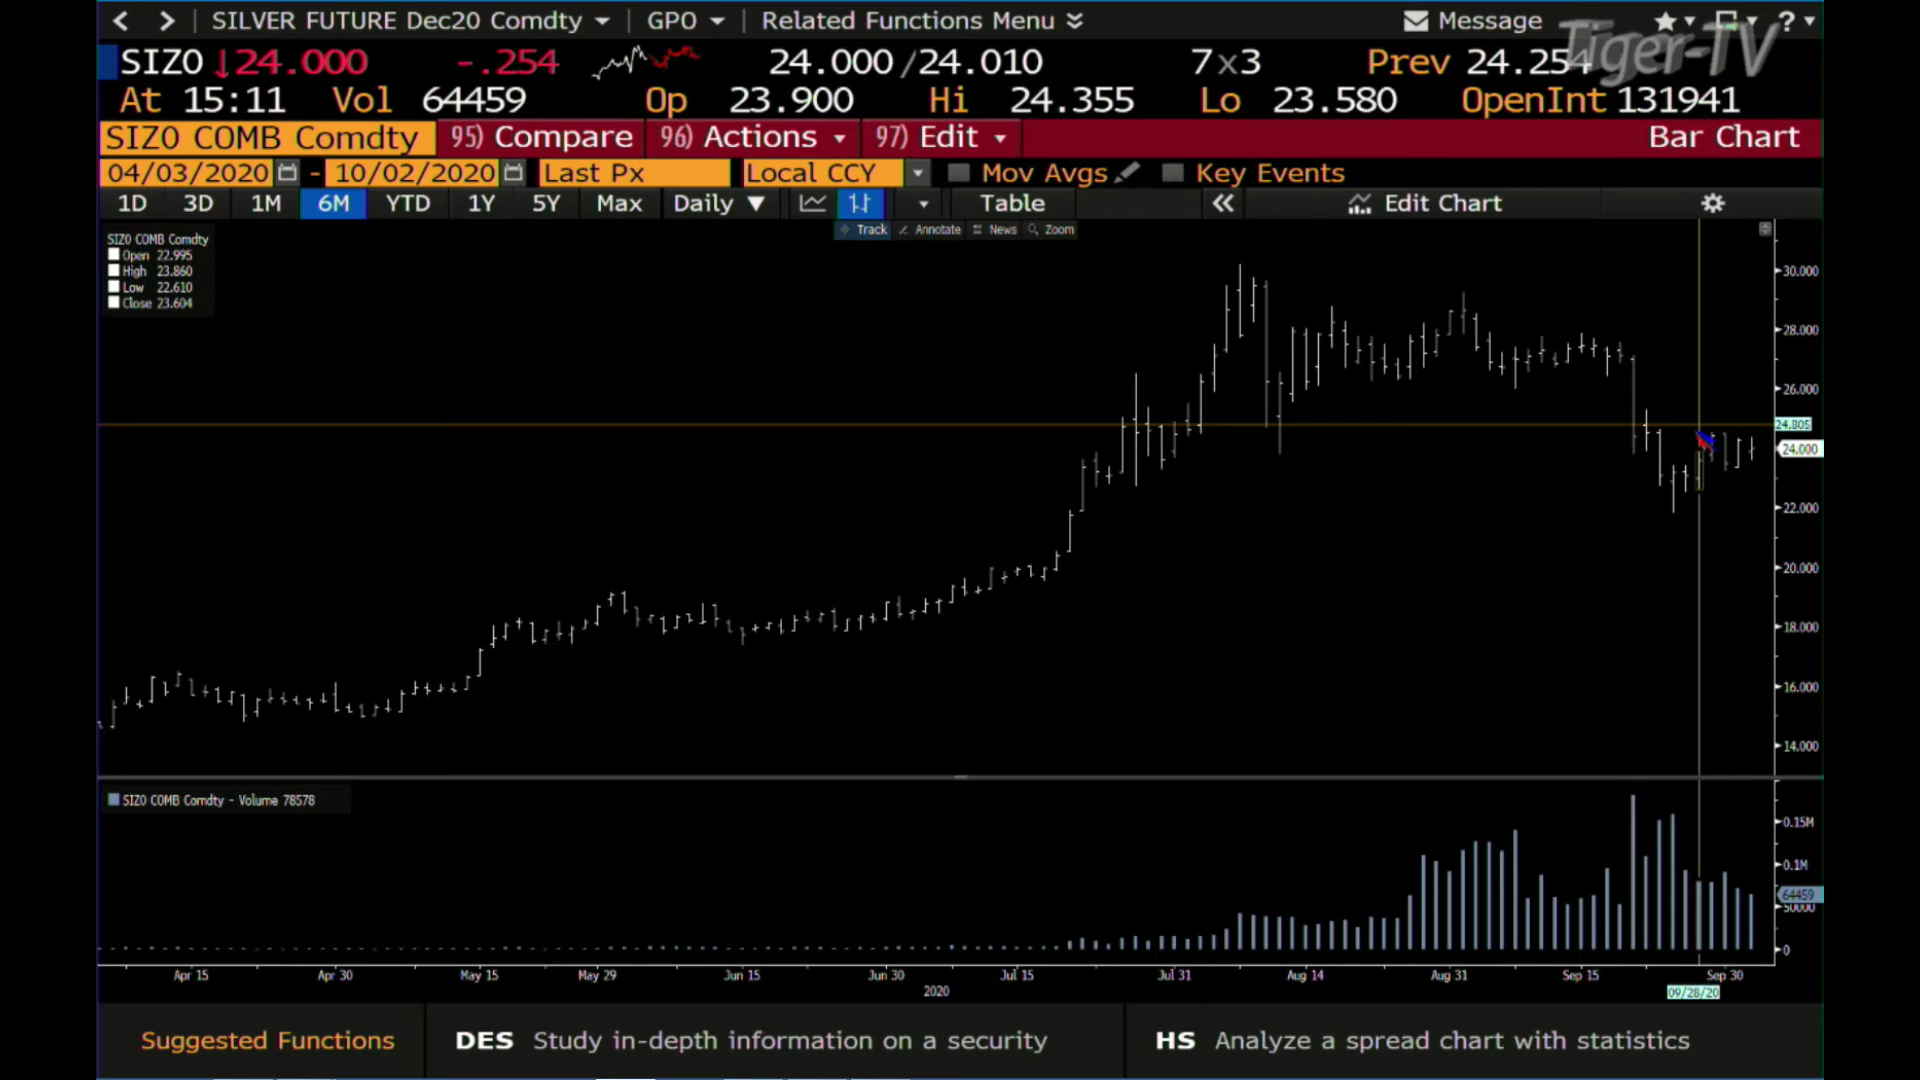 SILVER FUTURE Dec20 Comdty GPO Related Functions Menu Message ?
Tiger-TV
SIZ0 ↓24.000 -.254 24.000/24.010 7x3 Prev 24.254
At 15:11 Vol 64459 Op 23.900 Hi 24.355 Lo 23.580 OpenInt 131941
SIZ0 COMB Comdty 95) Compare 96) Actions 97) Edit Bar Chart
04/03/2020 - 10/02/2020 Last Px Local CCY Mov Avgs Key Events
1D 3D 1M 6M YTD 1Y 5Y Max Daily ▼ Table « Edit Chart
Track Annotate News Zoom
SIZ0 COMB Comdty
Open 22.995
High 23.860
Low 22.610
Close 23.604
30.000
28.000
26.000
24.805
24.000
22.000
20.000
18.000
16.000
14.000
SIZ0 COMB Comdty - Volume 78578
0.15M
0.1M
64459
50000
0
Apr 15 Apr 30 May 15 May 29 Jun 15 Jun 30 Jul 15 Jul 31 Aug 14 Aug 31 Sep 15 Sep 30
2020
09/28/20
Suggested Functions DES Study in-depth information on a security HS Analyze a spread chart with statistics